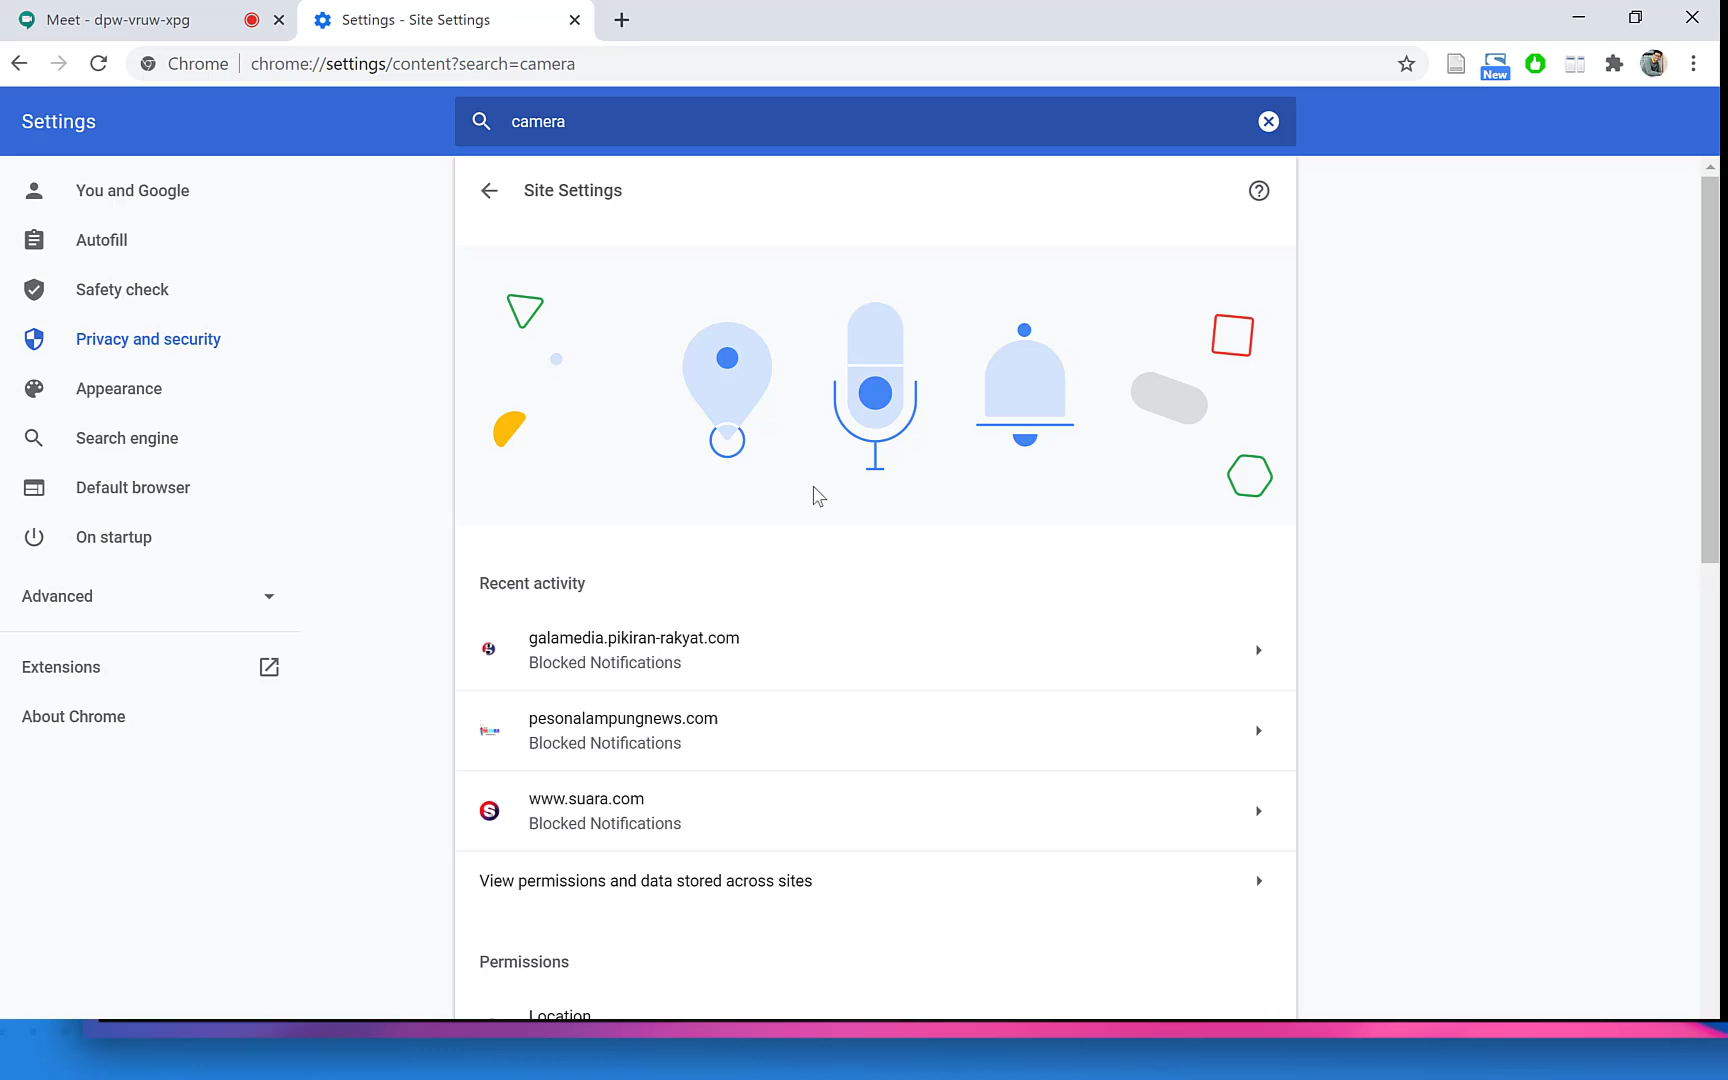 Meet - dpw-vruw-xpg
Settings - Site Settings
Chrome
chrome://settings/content?search=camera
New
Settings
camera
You and Google
Autofill
Safety check
Privacy and security
Appearance
Search engine
Default browser
On startup
Advanced
Extensions
About Chrome
Site Settings
Recent activity
galamedia.pikiran-rakyat.com
Blocked Notifications
pesonalampungnews.com
Blocked Notifications
www.suara.com
Blocked Notifications
View permissions and data stored across sites
Permissions
Location